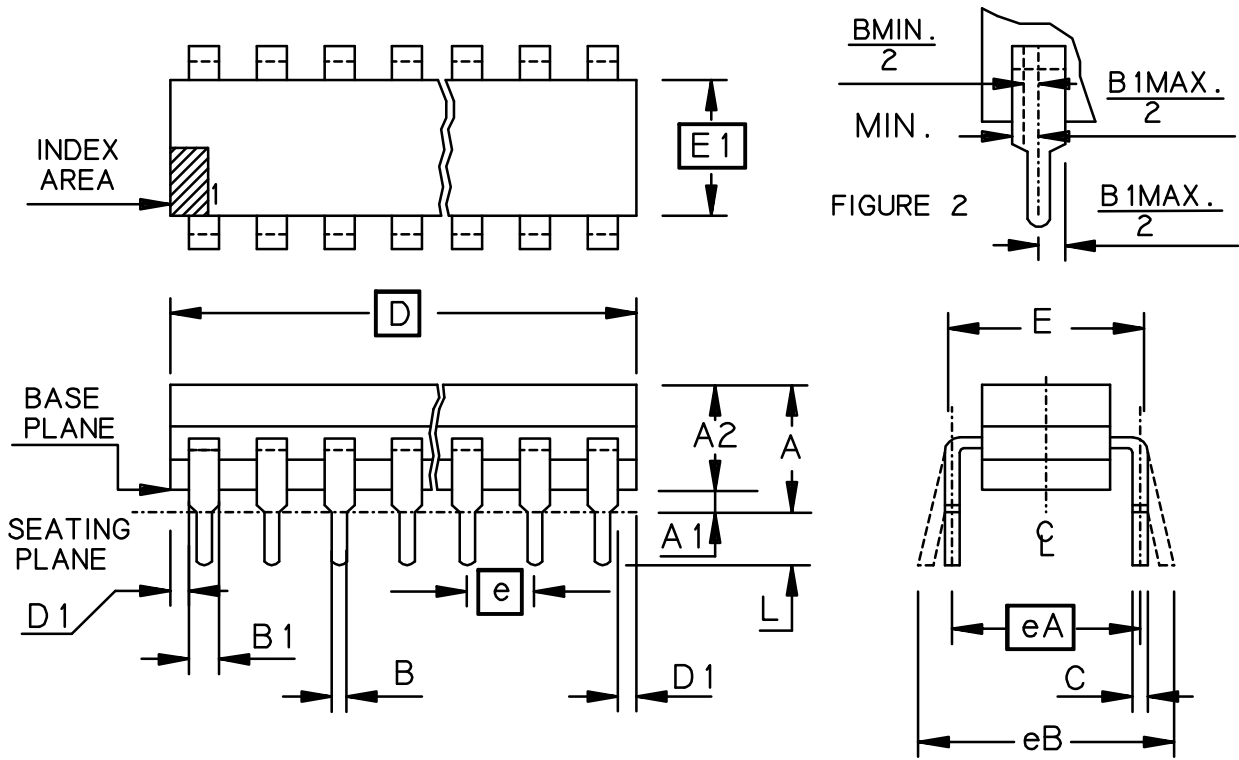 INDEX
AREA
1
E1
BMIN.
2
B1MAX.
2
MIN.
FIGURE 2
B1MAX.
2
D
BASE
PLANE
SEATING
PLANE
A2
A
A1
L
e
D1
B1
B
D1
E
CL
eA
C
eB